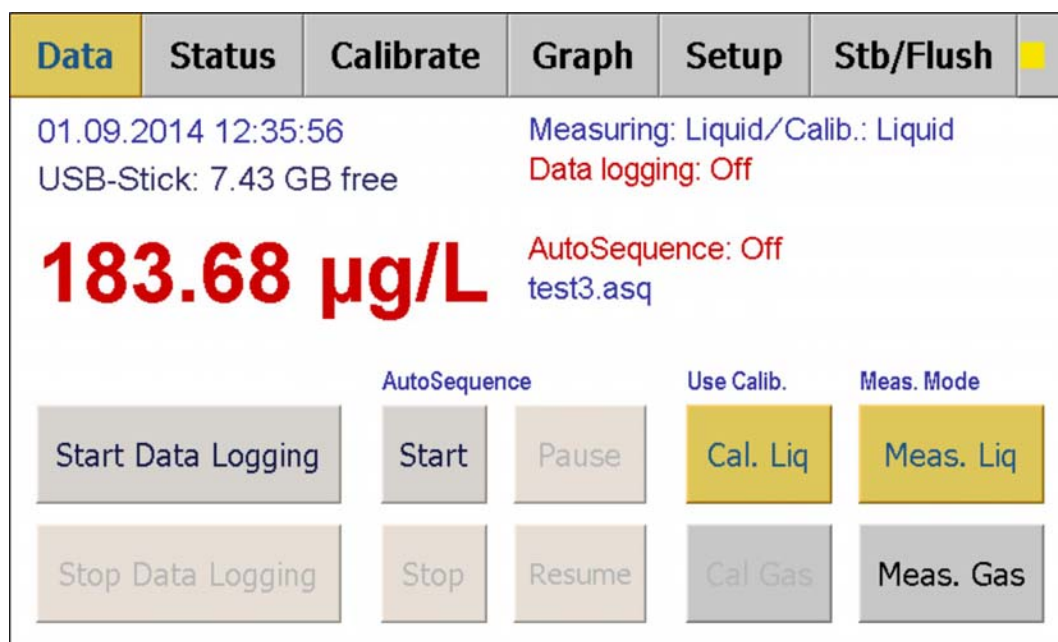 Data Status Calibrate Graph Setup Stb/Flush
01.09.2014 12:35:56
USB-Stick: 7.43 GB free
Measuring: Liquid/Calib.: Liquid
Data logging: Off
183.68 µg/L
AutoSequence: Off
test3.asq
AutoSequence Use Calib. Meas. Mode
Start Data Logging Start Pause Cal. Liq Meas. Liq
Stop Data Logging Stop Resume Cal Gas Meas. Gas